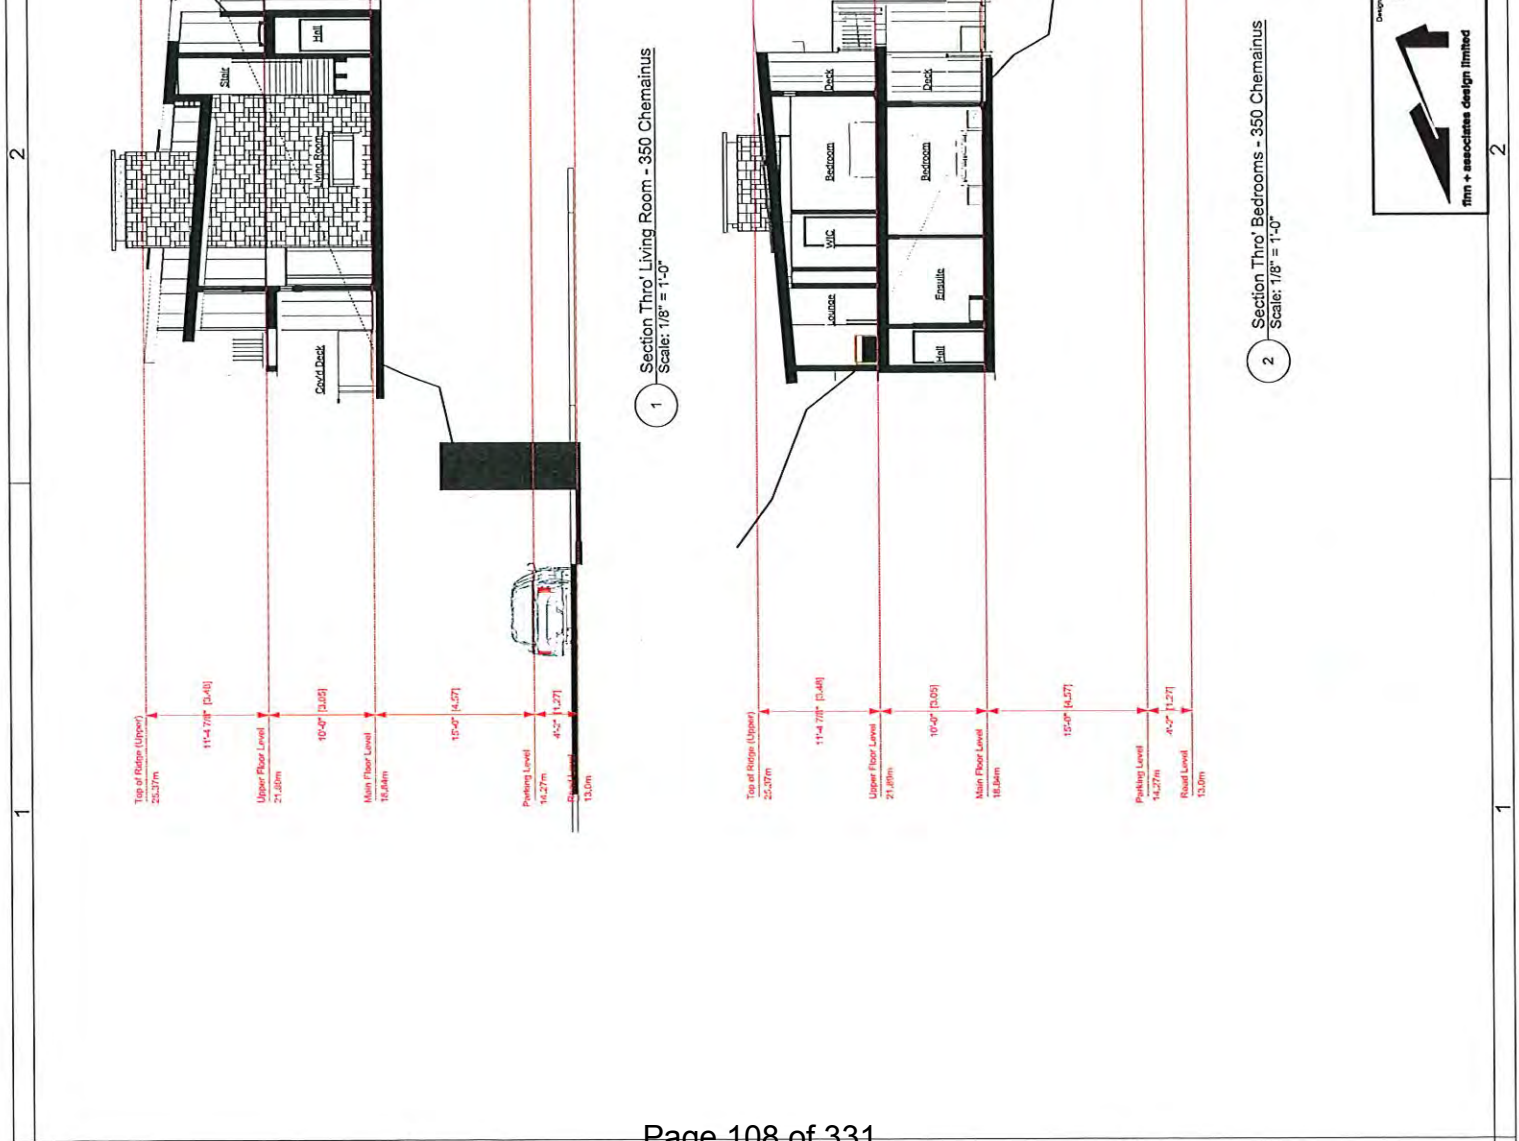 2
Hall
Stair
Living Room
Cov'd Deck
Top of Ridge (Upper)
25.37m
11'-4 7/8" [3.48]
Upper Floor Level
10'-0" [3.05]
Main Floor Level
18.84m
15'-0" [4.57]
Parking Level
14.27m
4'-2" [1.27]
Road Level
13.0m
1
Section Thro' Living Room - 350 Chemainus
Scale: 1/8" = 1'-0"
Deck
Deck
Bedroom
Bedroom
WIC
Lounge
Ensuite
Hall
Top of Ridge (Upper)
25.37m
11'-4 7/8" [3.48]
Upper Floor Level
21.89m
10'-0" [3.05]
Main Floor Level
18.84m
15'-0" [4.57]
Parking Level
14.27m
4'-2" [1.27]
Road Level
13.0m
2
Section Thro' Bedrooms - 350 Chemainus
Scale: 1/8" = 1'-0"
Design
finn + associates design limited
2
1
1
Page 108 of 331